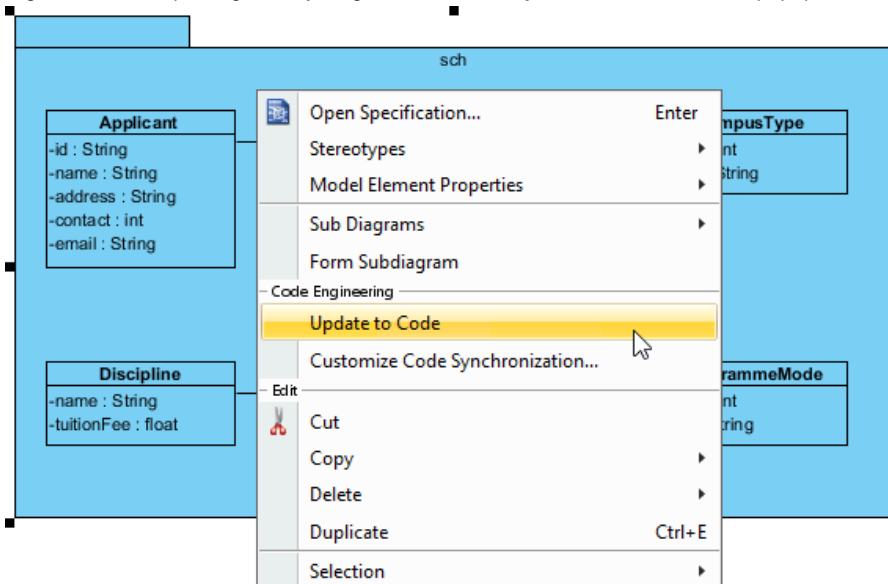 sch
Applicant
-id : String
-name : String
-address : String
-contact : int
-email : String
Discipline
-name : String
-tuitionFee : float
Open Specification... Enter
Stereotypes
Model Element Properties
Sub Diagrams
Form Subdiagram
Code Engineering
Update to Code
Customize Code Synchronization...
Edit
Cut
Copy
Delete
Duplicate Ctrl+E
Selection
mpusType
nt
String
rammeMode
nt
tring